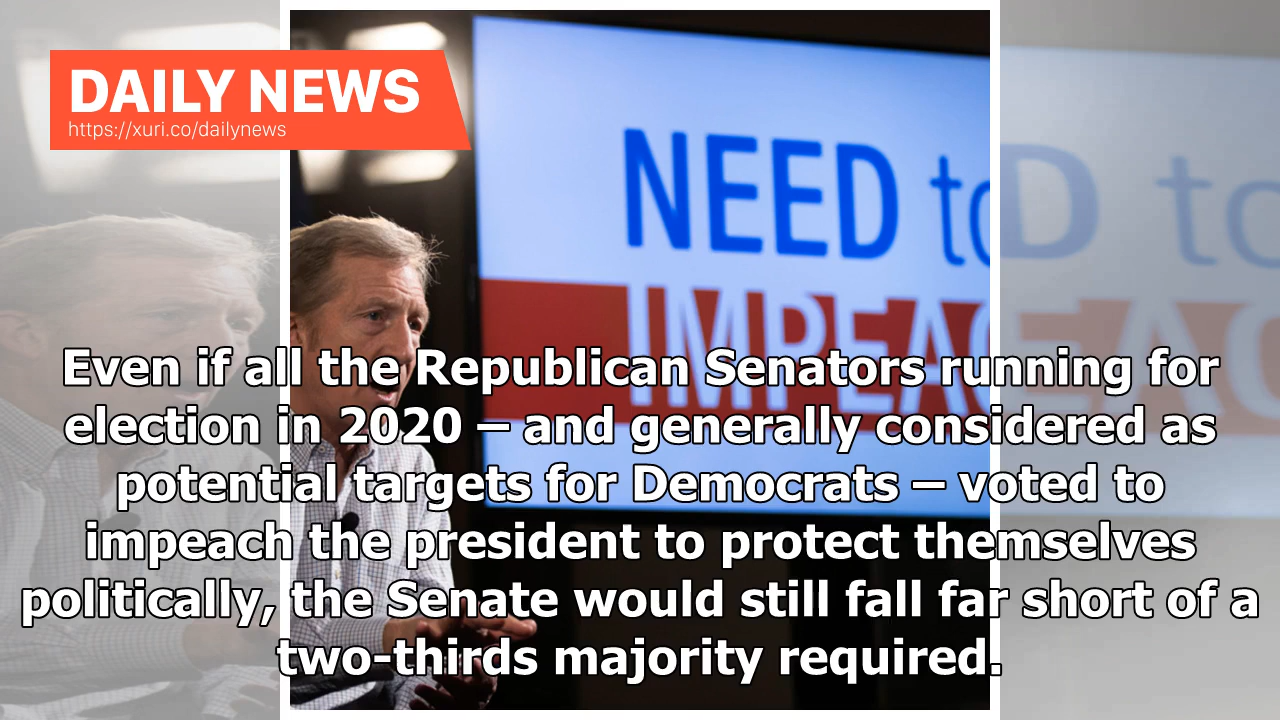 DAILY NEWS
https://xuri.co/dailynews
NEED to
IMPEAC
Even if all the Republican Senators running for
election in 2020 – and generally considered as
potential targets for Democrats – voted to
impeach the president to protect themselves
politically, the Senate would still fall far short of a
two-thirds majority required.